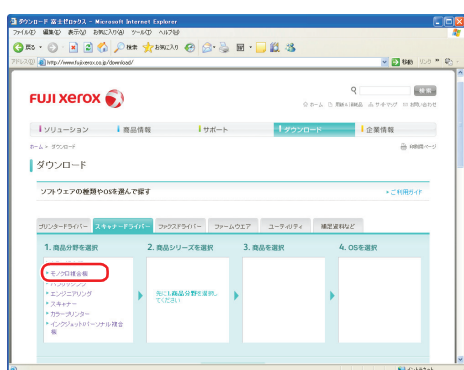 ダウンロード 富士ゼロックス - Microsoft Internet Explorer
ファイル(F) 編集(E) 表示(V) お気に入り(A) ツール(T) ヘルプ(H)
戻る 検索 お気に入り
アドレス(D) http://www.fujixerox.co.jp/download/ 移動 リンク
FUJI xerox 検索
ホーム サイトマップ お問い合わせ
ソリューション 商品情報 サポート ダウンロード 企業情報
ホーム > ダウンロード 印刷用ページ
ダウンロード
ソフトウェアの種類やOSを選んで探す ご利用ガイド
プリンタードライバー スキャナードライバー ファクスドライバー ファームウエア ユーティリティ 補足資料など
1. 商品分野を選択 2. 商品シリーズを選択 3. 商品を選択 4. OSを選択
モノクロ複合機
エンジニアリング 先に1.商品分野を選択し
スキャナー てください
カラープリンター
インクジェットパーソナル複合
機
インターネット